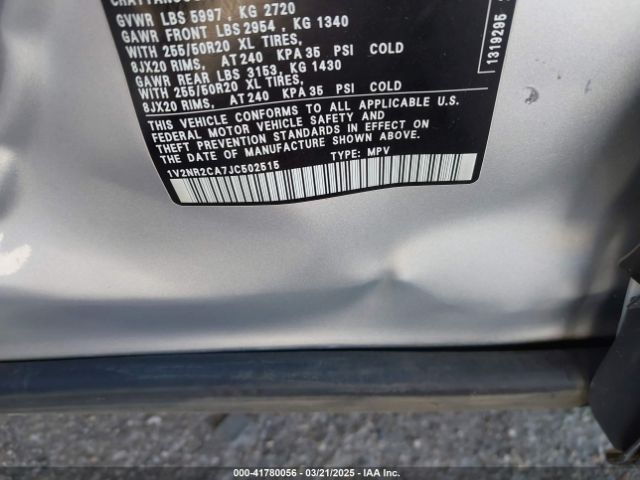 GVWR LBS 5997 , KG 2720
GAWR FRONT LBS 2954 , KG 1340
WITH 255/50R20 XL TIRES,
8JX20 RIMS, AT 240 KPA 35 PSI COLD
GAWR REAR LBS 3153, KG 1430
WITH 255/50R20 XL TIRES,
8JX20 RIMS, AT 240 KPA 35 PSI COLD
THIS VEHICLE CONFORMS TO ALL APPLICABLE U.S.
FEDERAL MOTOR VEHICLE SAFETY AND
THEFT PREVENTION STANDARDS IN EFFECT ON
DATE OF MANUFACTURE SHOWN ABOVE.
1V2NR2CA7JC502515 TYPE: MPV
1319295
000-41780056 — 03/21/2025 — IAA Inc.